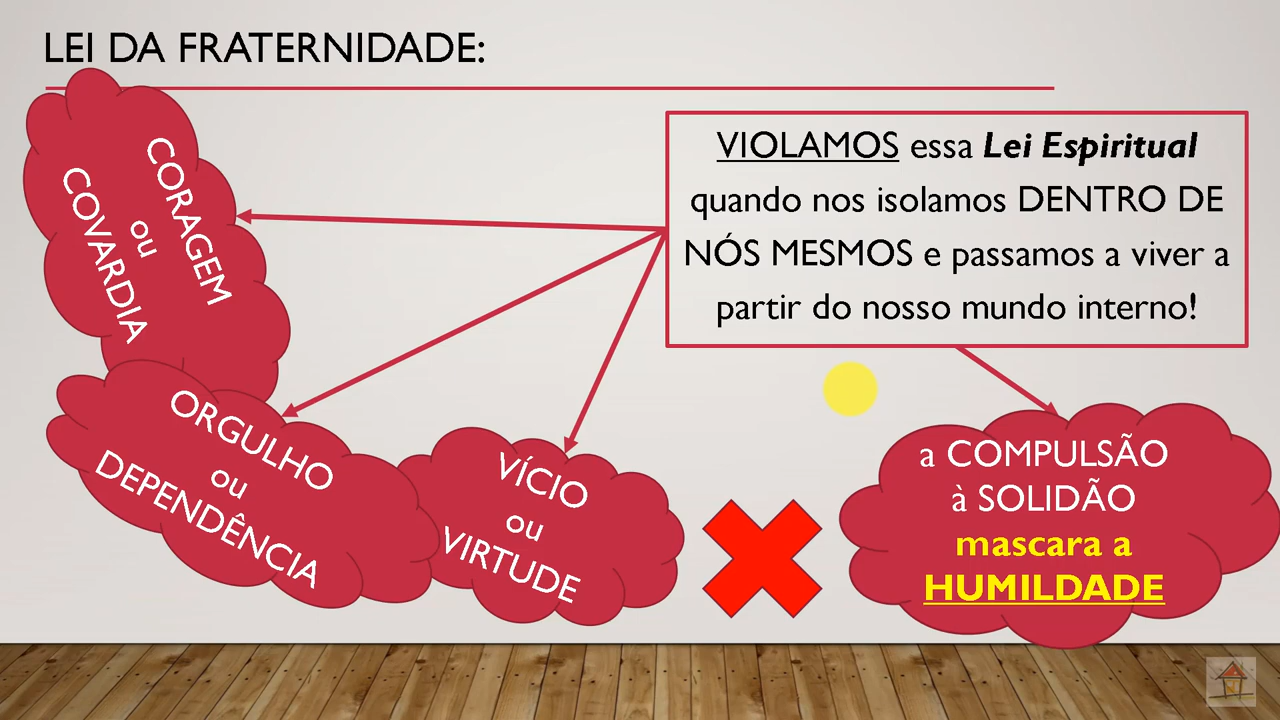 LEI DA FRATERNIDADE:
VIOLAMOS essa Lei Espiritual
quando nos isolamos DENTRO DE
NÓS MESMOS e passamos a viver a
partir do nosso mundo interno!
CORAGEM
ou
COVARDIA
ORGULHO
ou
DEPENDÊNCIA
VÍCIO
ou
VIRTUDE
a COMPULSÃO
à SOLIDÃO
mascara a
HUMILDADE